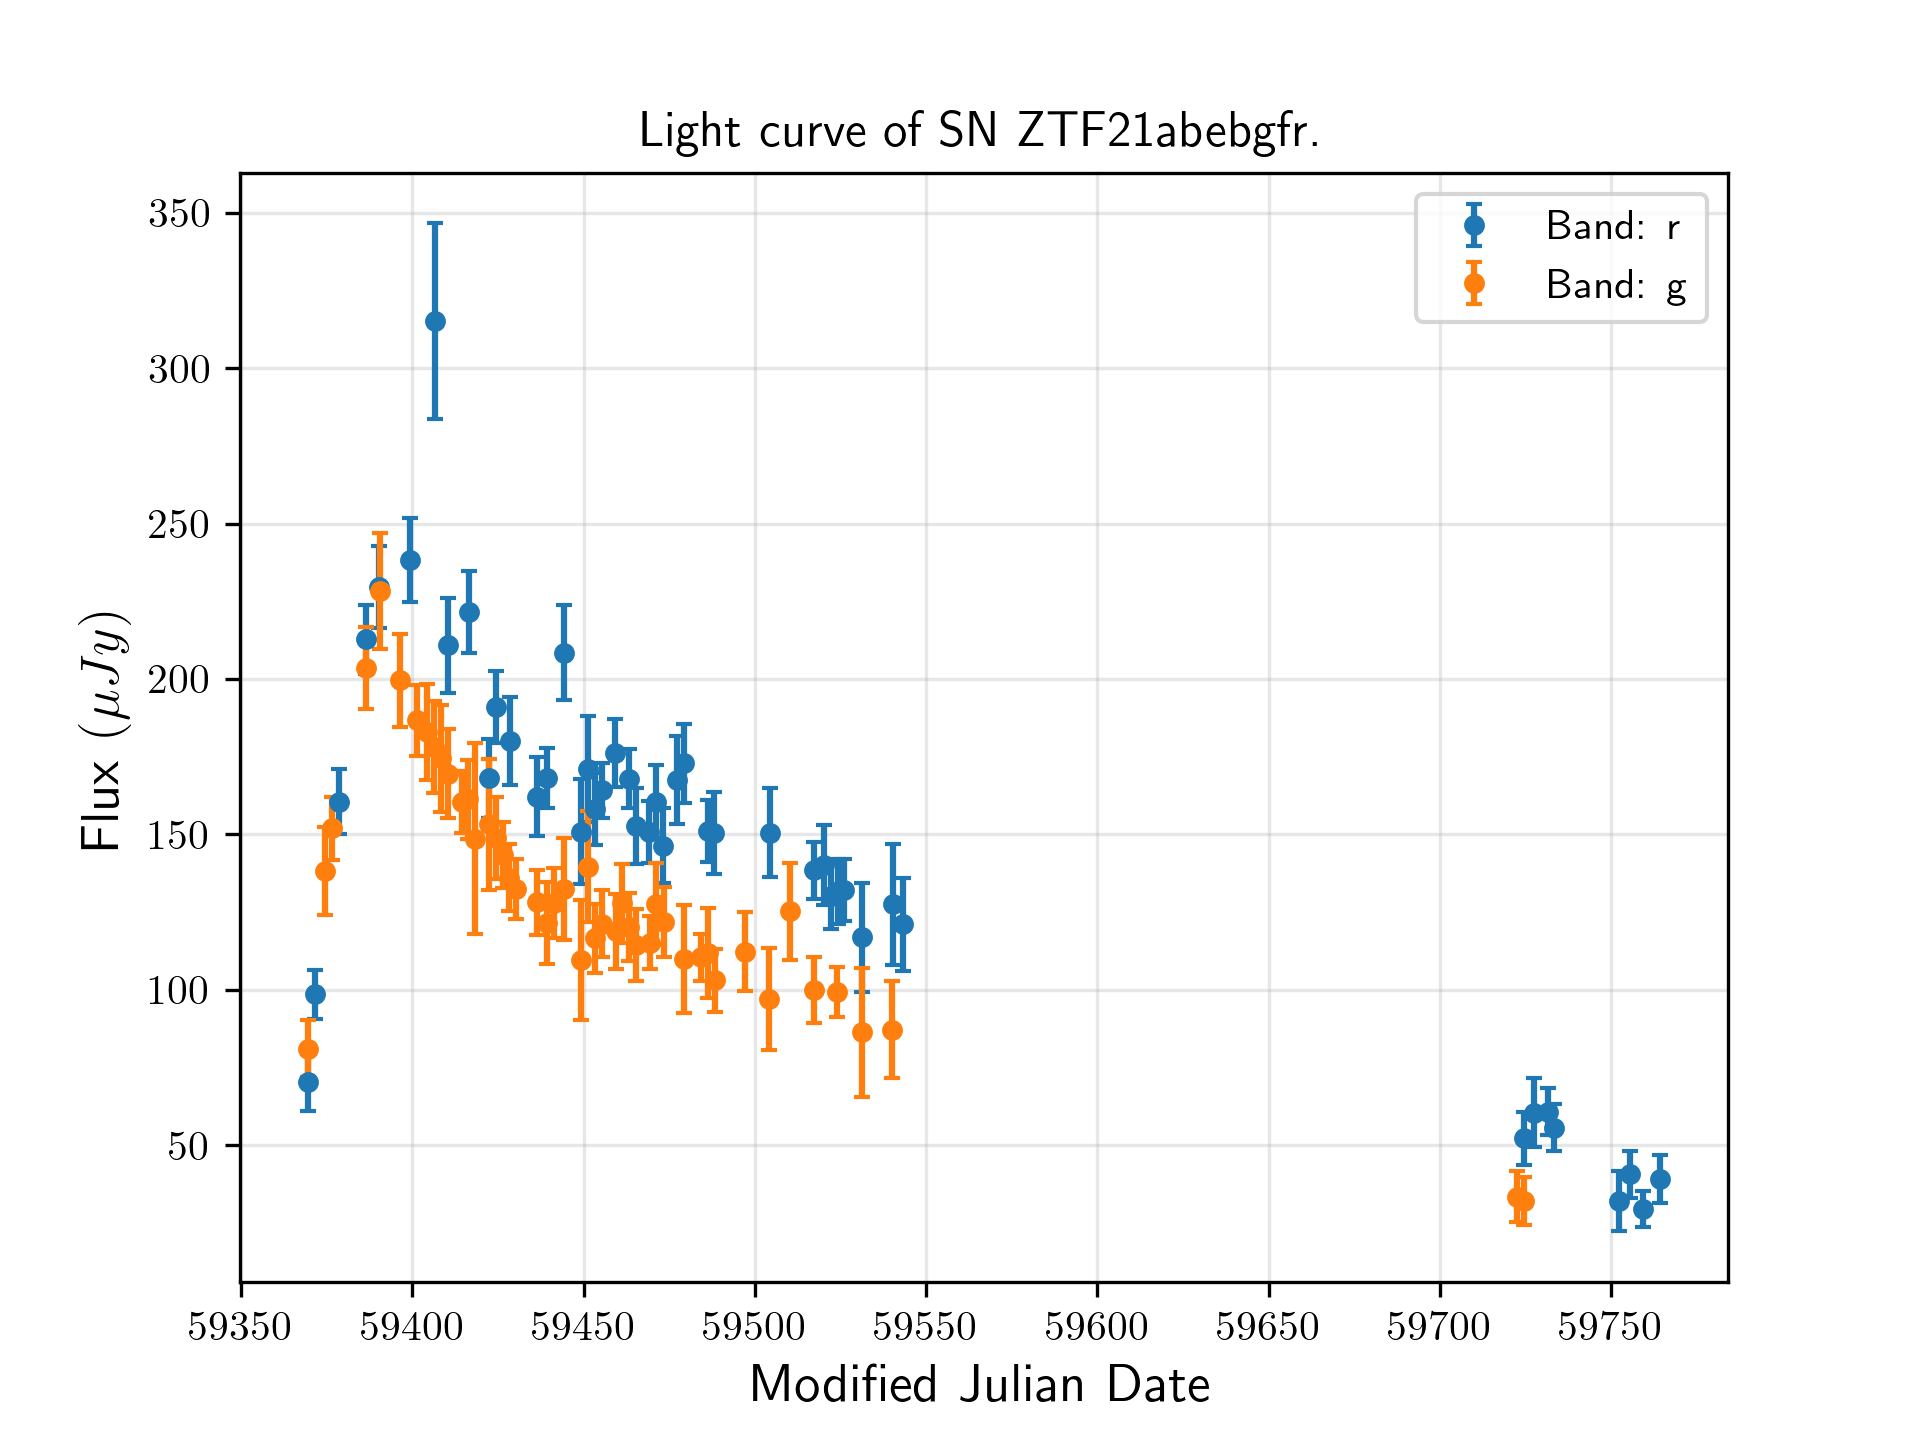 Light curve of SN ZTF21abebgfr.
Band: r
Band: g
350
300
250
200
150
100
50
Flux (μJy)
59350 59400 59450 59500 59550 59600 59650 59700 59750
Modified Julian Date